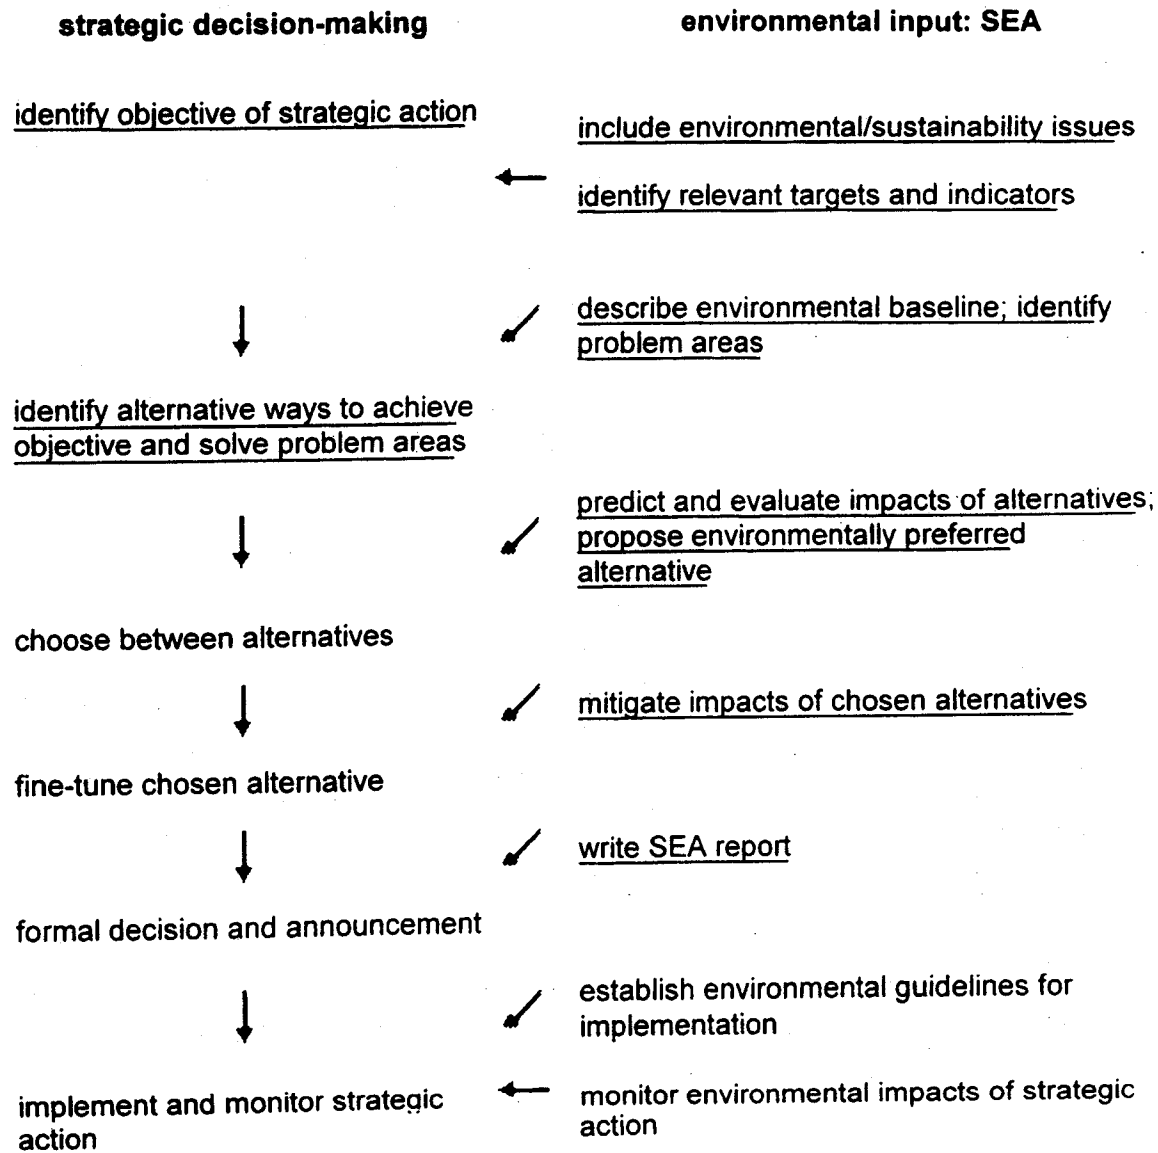 strategic decision-making
environmental input: SEA
identify objective of strategic action
include environmental/sustainability issues
identify relevant targets and indicators
describe environmental baseline; identify
problem areas
identify alternative ways to achieve
objective and solve problem areas
predict and evaluate impacts of alternatives;
propose environmentally preferred
alternative
choose between alternatives
mitigate impacts of chosen alternatives
fine-tune chosen alternative
write SEA report
formal decision and announcement
establish environmental guidelines for
implementation
implement and monitor strategic
action
monitor environmental impacts of strategic
action